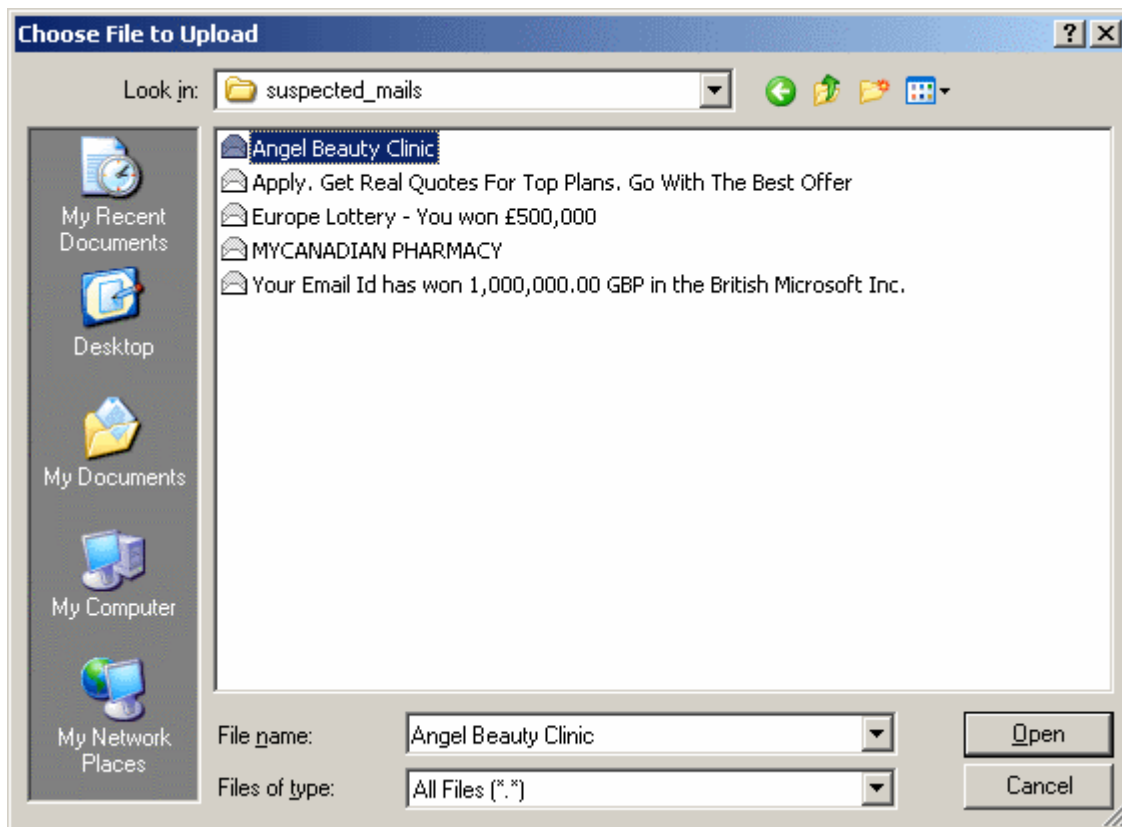 Choose File to Upload
Look in:
suspected_mails
My Recent
Documents
Desktop
My Documents
My Computer
My Network
Places
Angel Beauty Clinic
Apply. Get Real Quotes For Top Plans. Go With The Best Offer
Europe Lottery - You won £500,000
MYCANADIAN PHARMACY
Your Email Id has won 1,000,000.00 GBP in the British Microsoft Inc.
File name:
Angel Beauty Clinic
Open
Files of type:
All Files (*.*)
Cancel